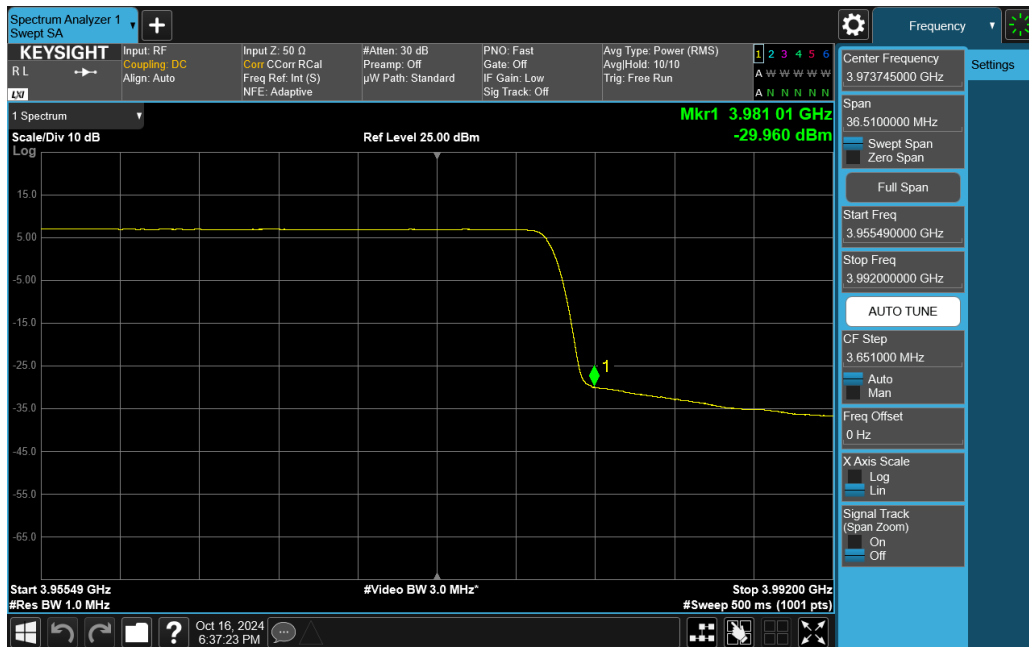 Spectrum Analyzer 1
Swept SA
Frequency
KEYSIGHT
R L
LXI
Input: RF
Coupling: DC
Align: Auto
Input Z: 50 Ω
Corr CCorr RCal
Freq Ref: Int (S)
NFE: Adaptive
#Atten: 30 dB
Preamp: Off
µW Path: Standard
PNO: Fast
Gate: Off
IF Gain: Low
Sig Track: Off
Avg Type: Power (RMS)
Avg|Hold: 10/10
Trig: Free Run
1 2 3 4 5 6
A W W W W W
A N N N N N
1 Spectrum
Scale/Div 10 dB
Log
Ref Level 25.00 dBm
Mkr1 3.981 01 GHz
-29.960 dBm
15.0
5.00
-5.00
-15.0
-25.0
-35.0
-45.0
-55.0
-65.0
1
Start 3.95549 GHz
#Res BW 1.0 MHz
#Video BW 3.0 MHz*
Stop 3.99200 GHz
#Sweep 500 ms (1001 pts)
Center Frequency
3.973745000 GHz
Span
36.5100000 MHz
Swept Span
Zero Span
Full Span
Start Freq
3.955490000 GHz
Stop Freq
3.992000000 GHz
AUTO TUNE
CF Step
3.651000 MHz
Auto
Man
Freq Offset
0 Hz
X Axis Scale
Log
Lin
Signal Track
(Span Zoom)
On
Off
Settings
?
Oct 16, 2024
6:37:23 PM